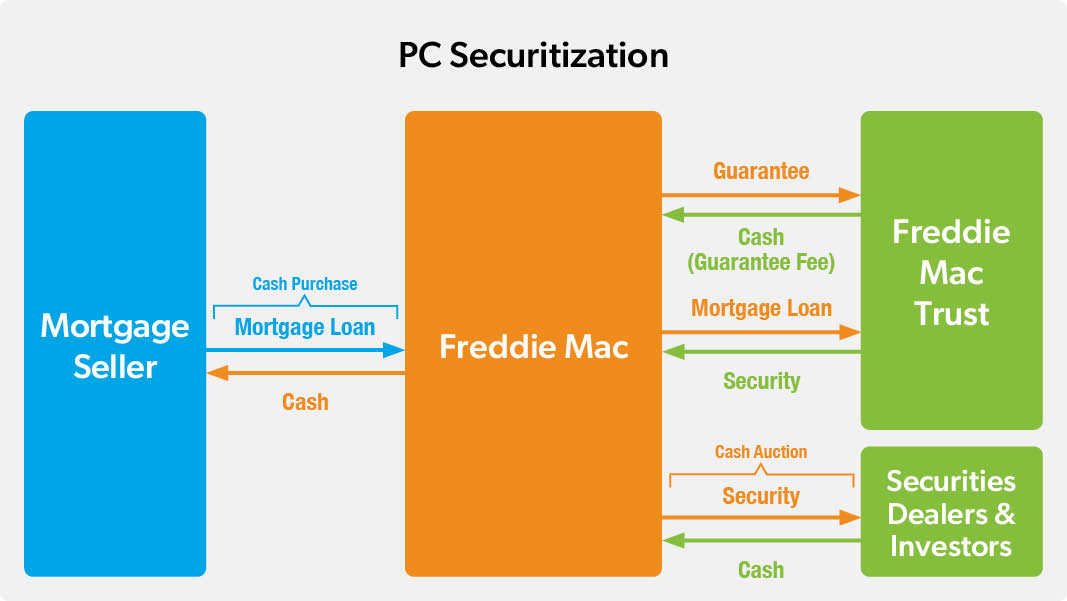 PC Securitization
Mortgage
Seller
Cash Purchase
Mortgage Loan
Cash
Freddie Mac
Guarantee
Cash
(Guarantee Fee)
Mortgage Loan
Security
Cash Auction
Security
Cash
Freddie
Mac
Trust
Securities
Dealers &
Investors